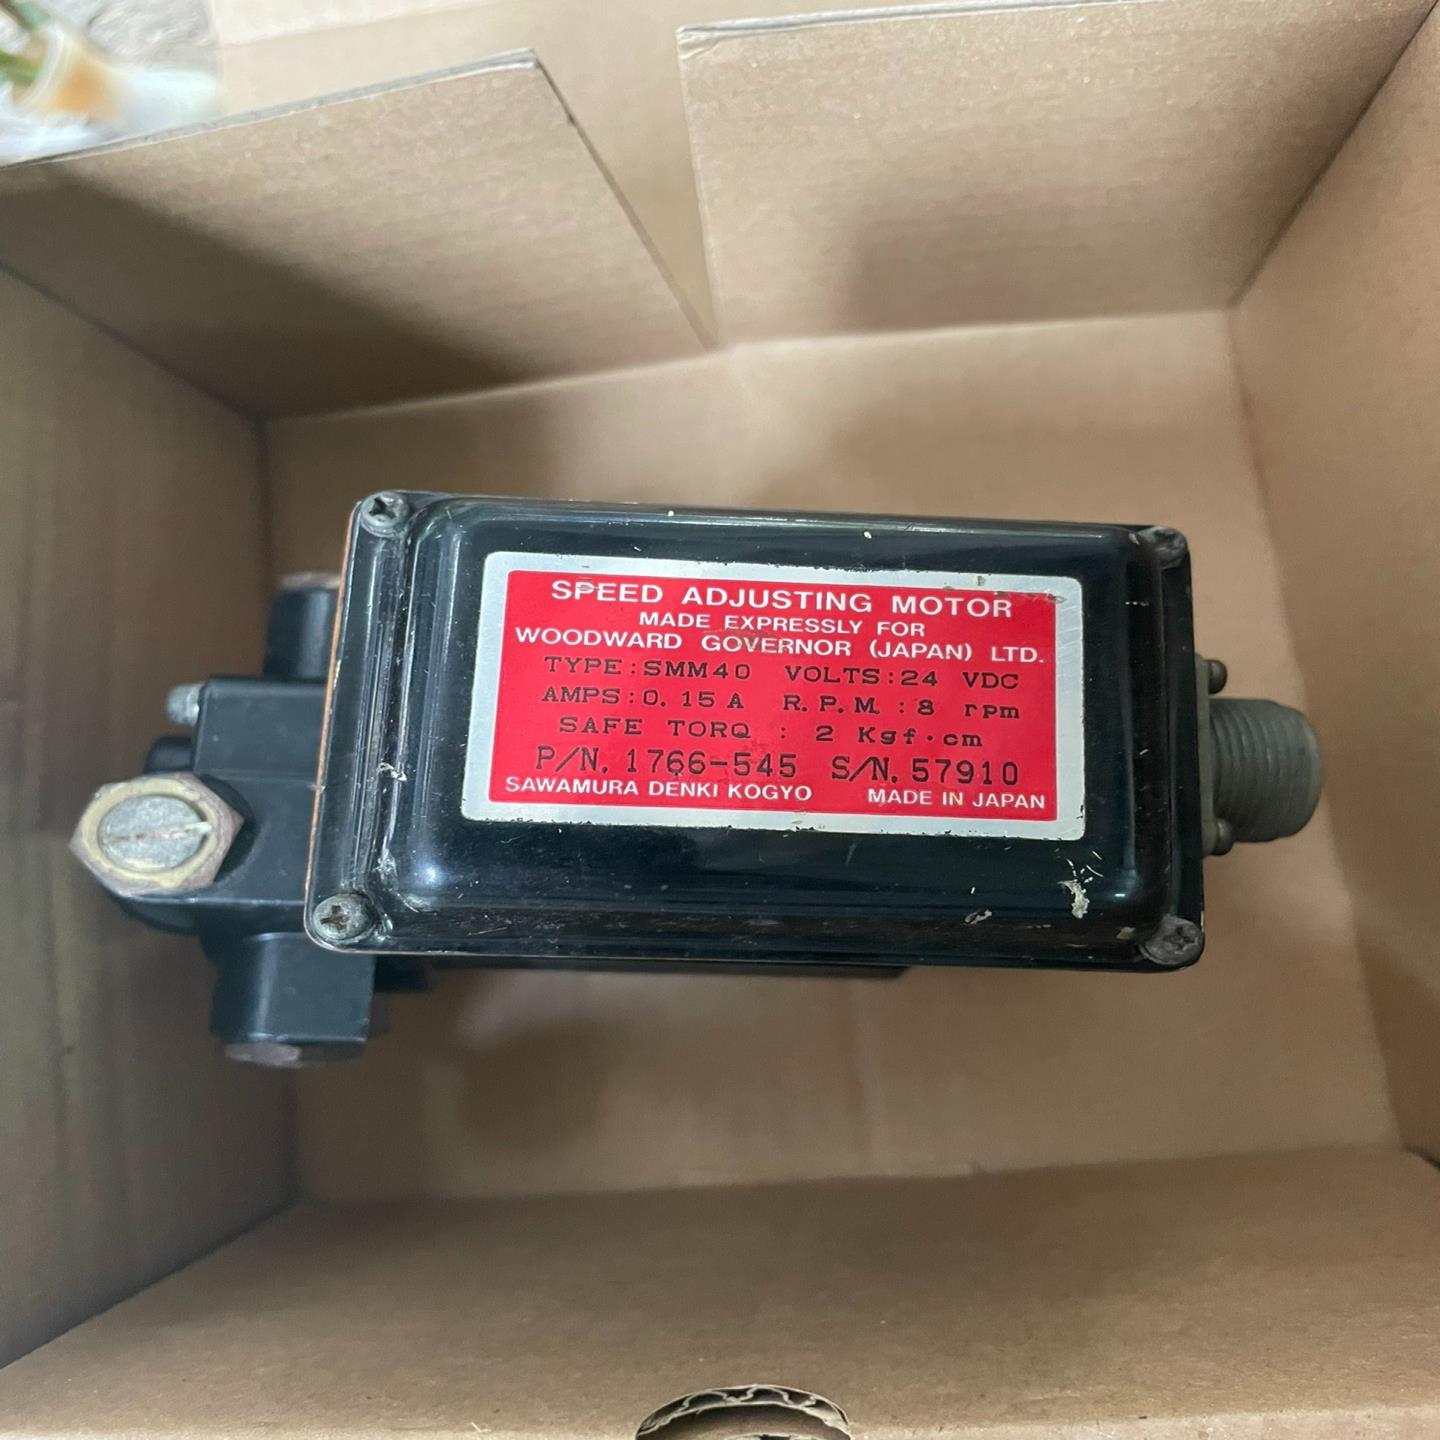 SPEED ADJUSTING MOTOR
MADE EXPRESSLY FOR
WOODWARD GOVERNOR (JAPAN) LTD.
TYPE:SMM40 VOLTS:24 VDC
AMPS:0.15 A R.P.M.:8 rpm
SAFE TORQ : 2 Kgf·cm
P/N. 1766-545 S/N. 57910
SAWAMURA DENKI KOGYO MADE IN JAPAN